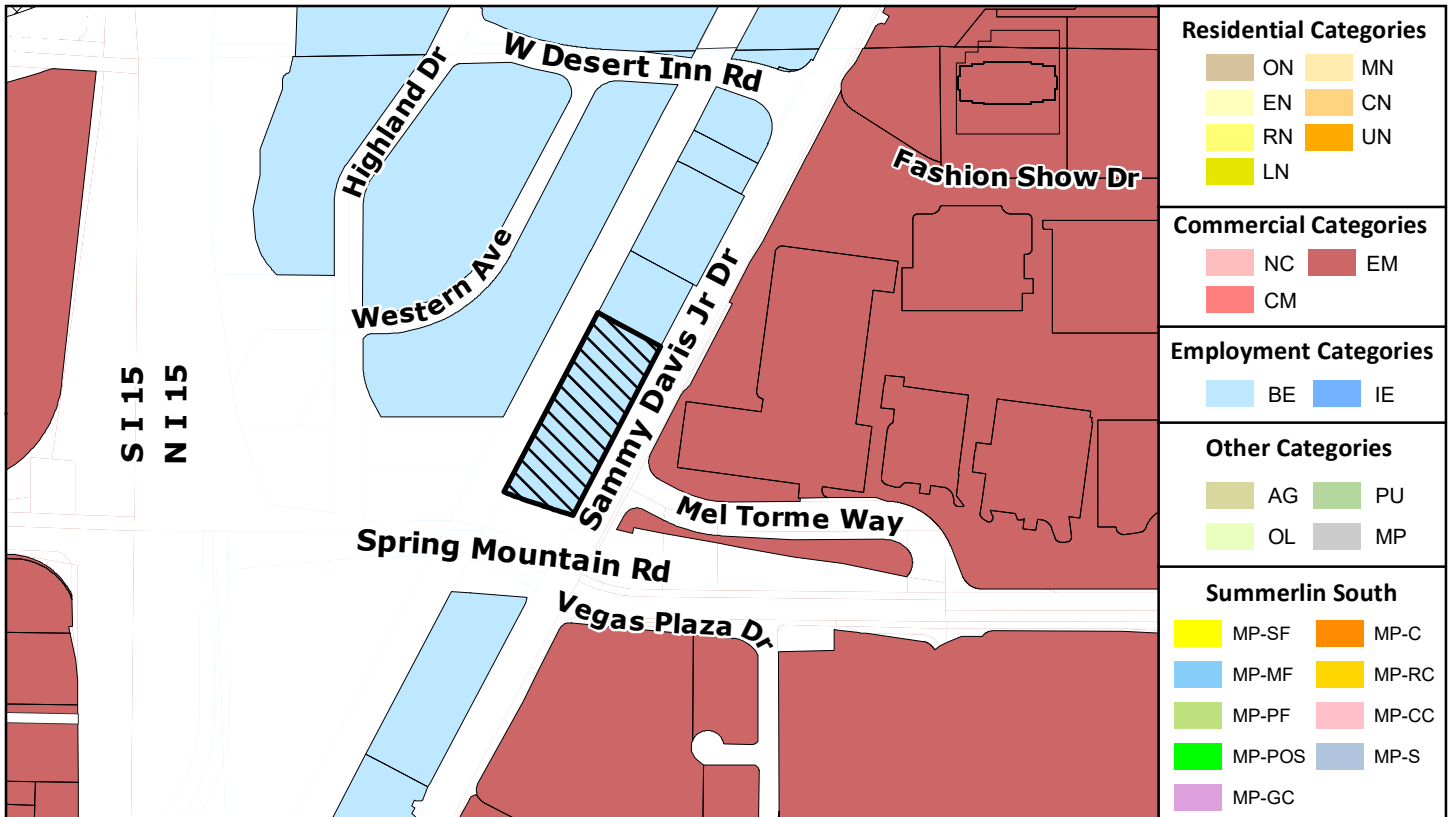 W Desert Inn Rd
Highland Dr
Fashion Show Dr
Western Ave
Sammy Davis Jr Dr
S I 15
N I 15
Mel Torme Way
Spring Mountain Rd
Vegas Plaza Dr
Residential Categories
ON MN
EN CN
RN UN
LN
Commercial Categories
NC EM
CM
Employment Categories
BE IE
Other Categories
AG PU
OL MP
Summerlin South
MP-SF MP-C
MP-MF MP-RC
MP-PF MP-CC
MP-POS MP-S
MP-GC